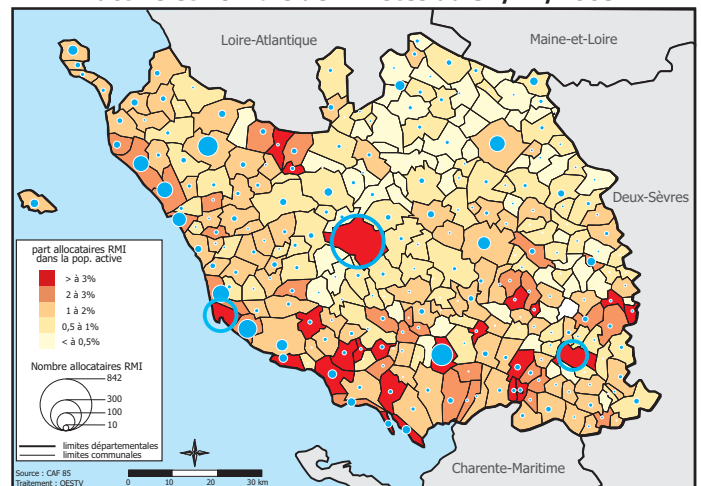 Loire-Atlantique
Maine-et-Loire
Deux-Sèvres
part allocataires RMI
dans la pop. active
> à 3%
2 à 3%
1 à 2%
0,5 à 1%
< à 0,5%
Nombre allocataires RMI
842
300
100
10
limites départementales
limites communales
Source : CAF 85
Traitement : OESTV
0 10 20 30 km
Charente-Maritime